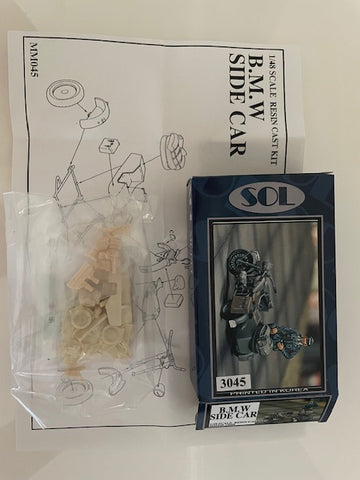 1/48 SCALE RESIN CAST KIT
B.M.W
SIDE CAR
MM045
SOL
3045
PRINTED IN KOREA
B.M.W
SIDE CAR